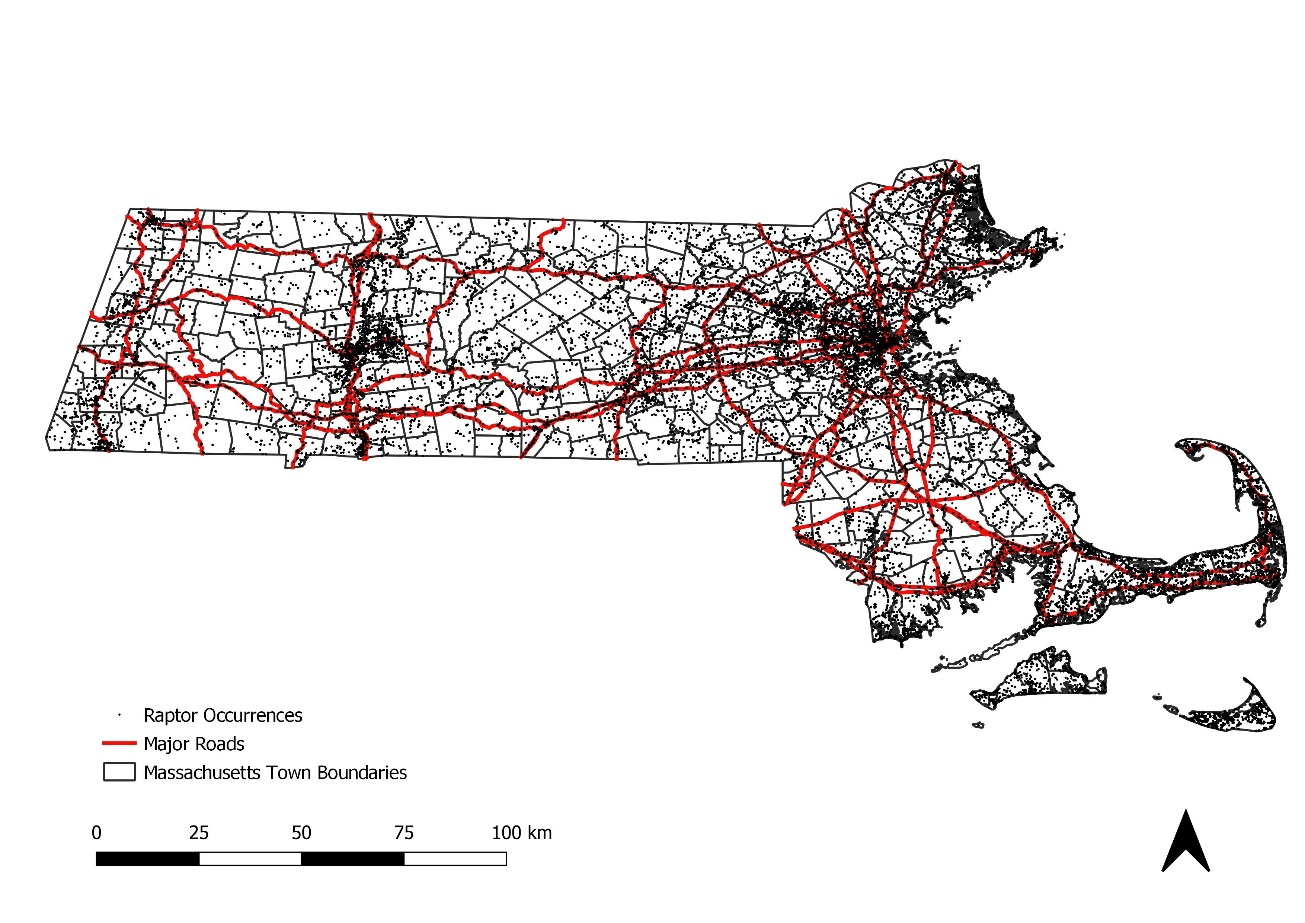 Raptor Occurrences
Major Roads
Massachusetts Town Boundaries
0 25 50 75 100 km